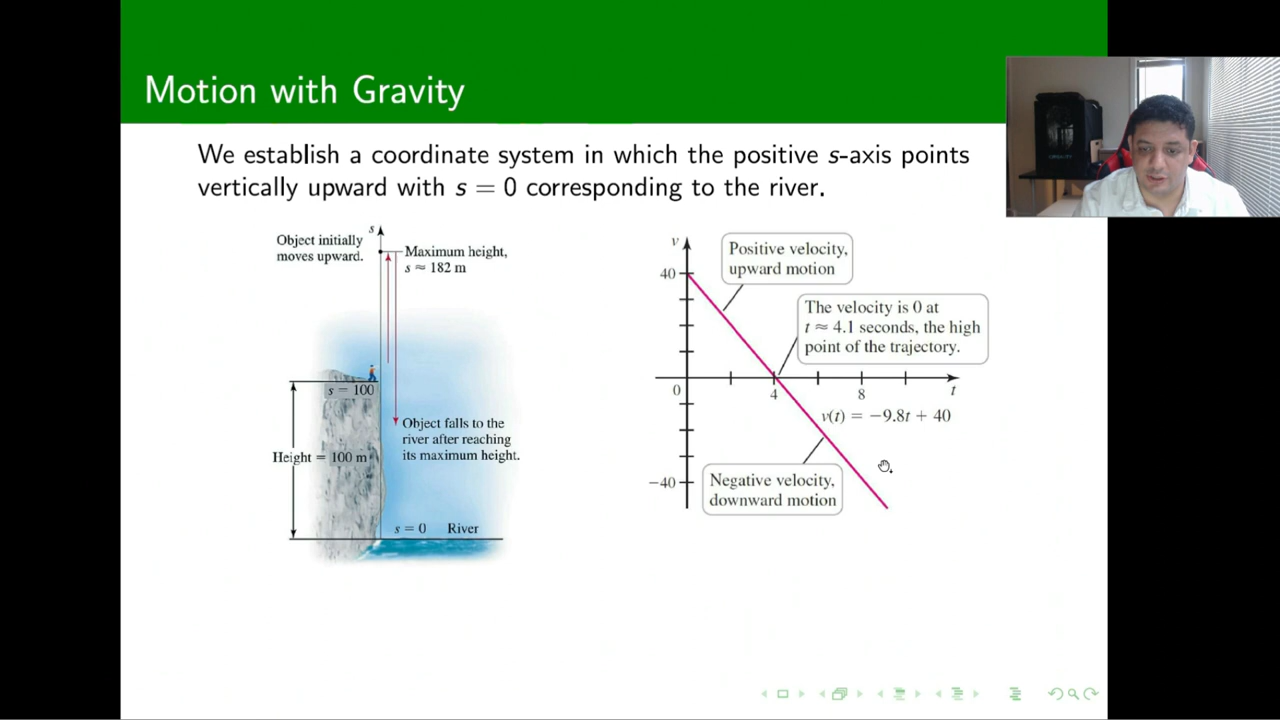 Motion with Gravity
We establish a coordinate system in which the positive s-axis points
vertically upward with s = 0 corresponding to the river.
s
Object initially
moves upward.
Maximum height,
s ≈ 182 m
s = 100
Height = 100 m
Object falls to the
river after reaching
its maximum height.
s = 0 River
v
40
Positive velocity,
upward motion
The velocity is 0 at
t ≈ 4.1 seconds, the high
point of the trajectory.
0
4
8
t
v(t) = −9.8t + 40
−40
Negative velocity,
downward motion